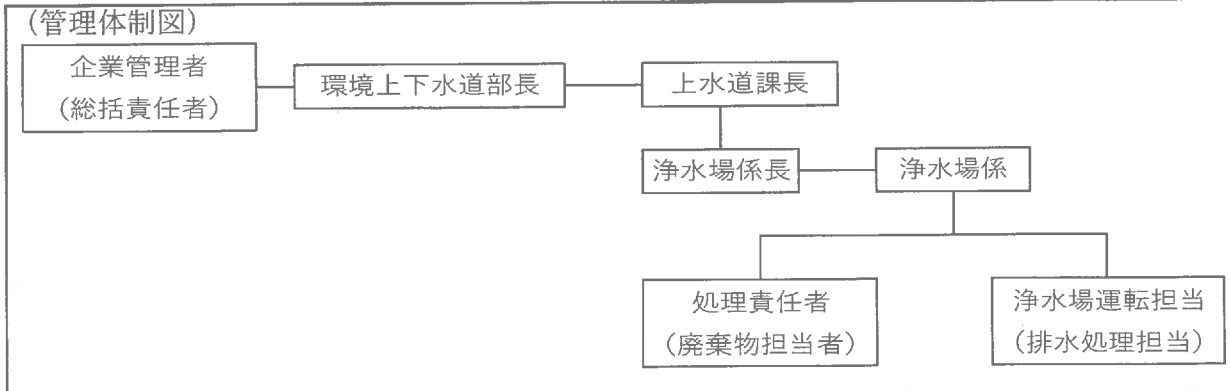 (管理体制図)
企業管理者
(総括責任者)
環境上下水道部長
上水道課長
浄水場係長
浄水場係
処理責任者
(廃棄物担当者)
浄水場運転担当
(排水処理担当)